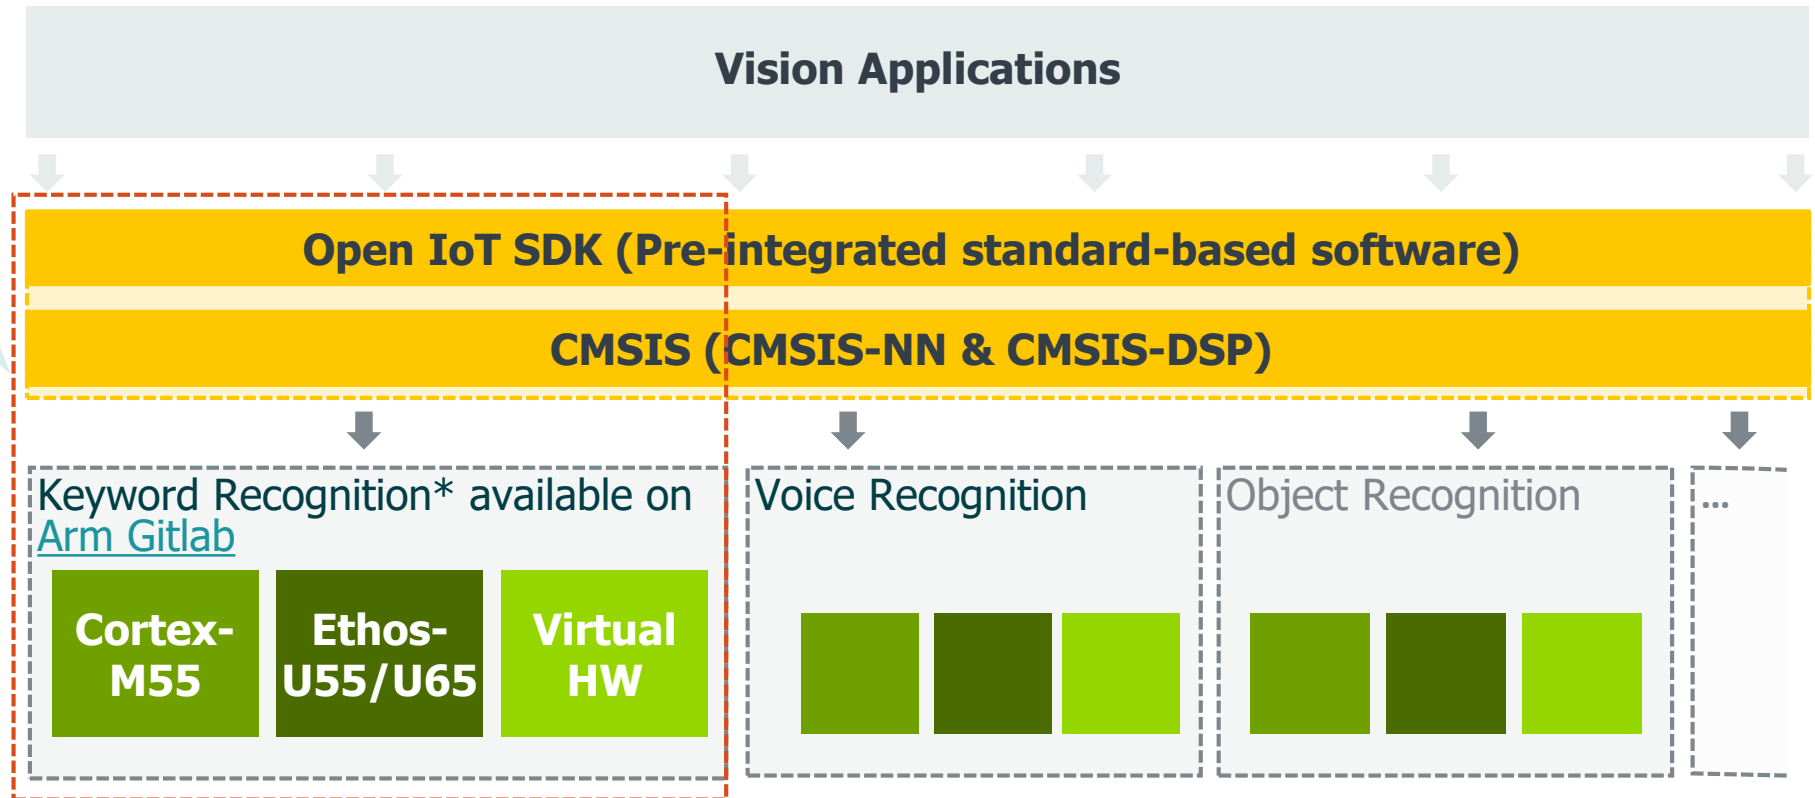 Vision Applications
Open IoT SDK (Pre-integrated standard-based software)
CMSIS (CMSIS-NN & CMSIS-DSP)
Keyword Recognition* available on
Arm Gitlab
Cortex-
M55
Ethos-
U55/U65
Virtual
HW
Voice Recognition
Object Recognition
...